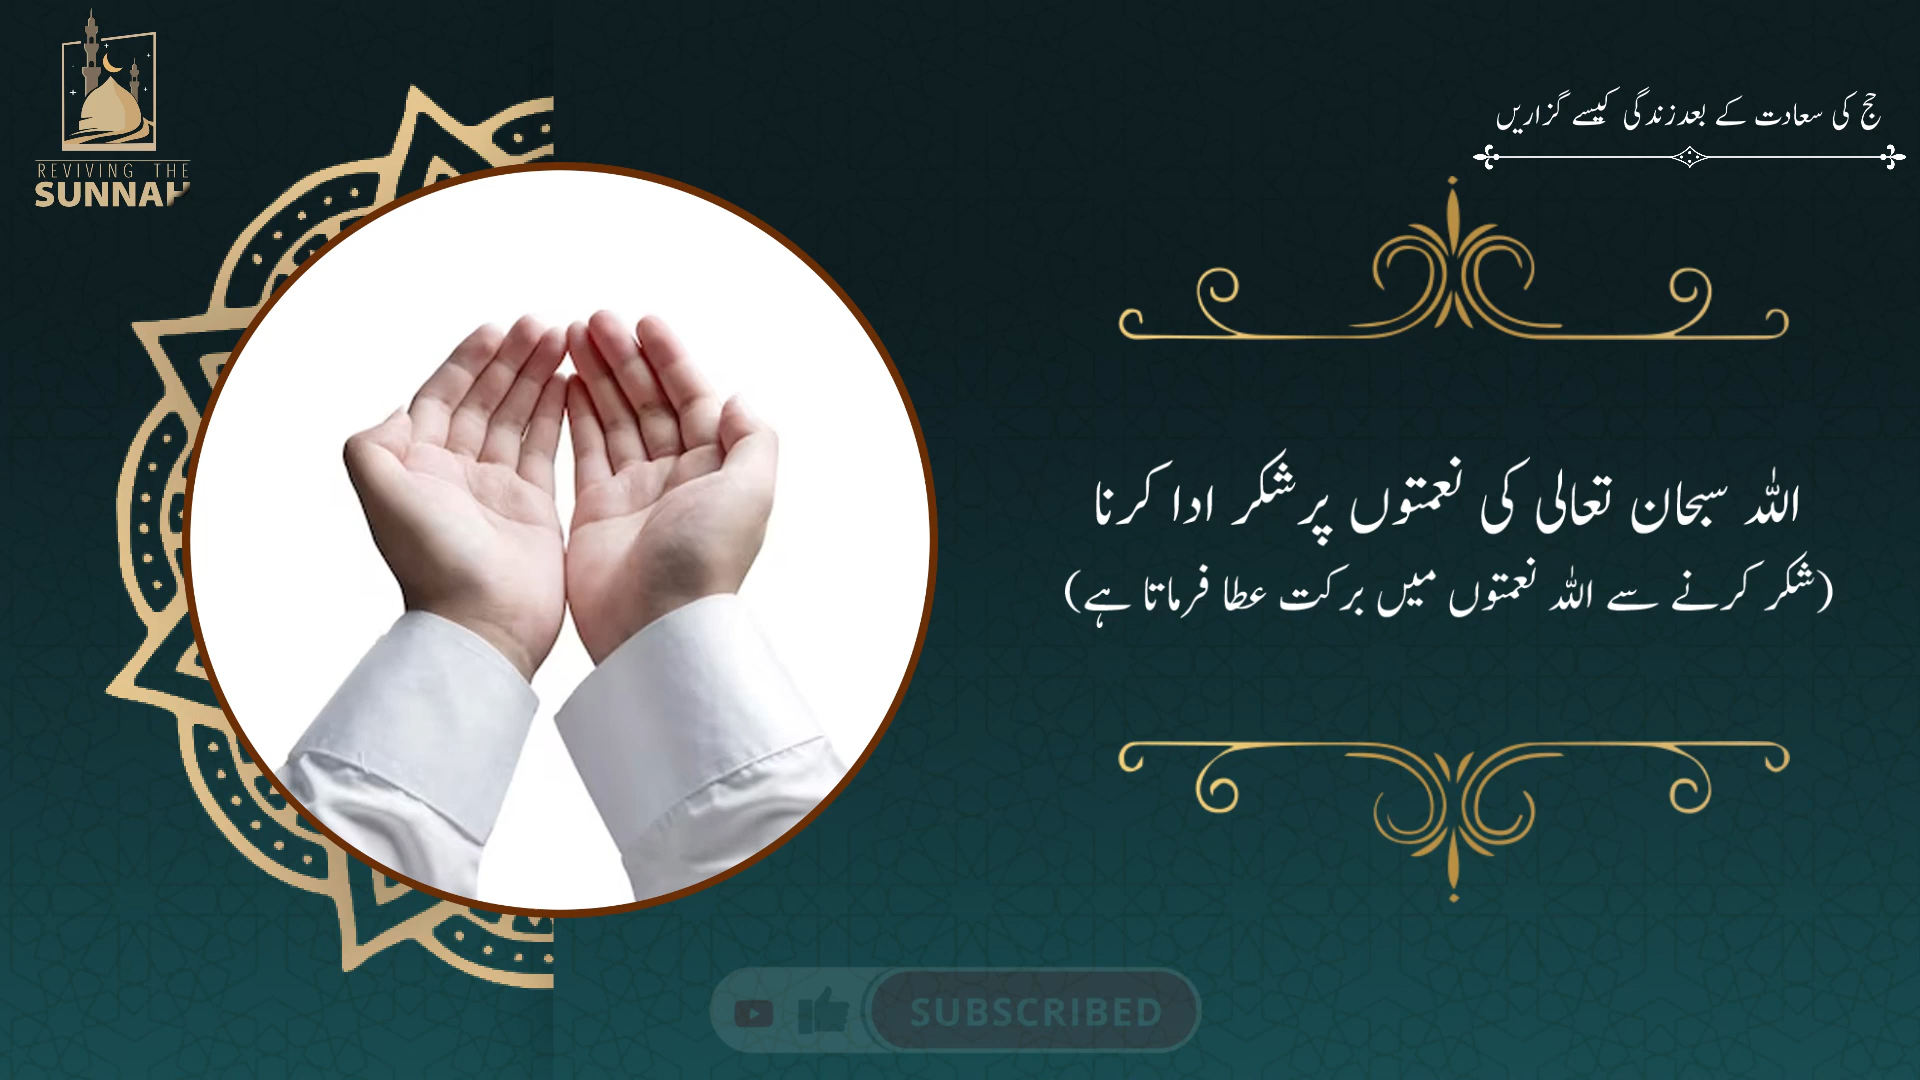 REVIVING THE
SUNNAH
حج کی سعادت کے بعد زندگی کیسے گزاریں
اللہ سبحان تعالی کی نعمتوں پر شکر ادا کرنا
(شکر کرنے سے اللہ نعمتوں میں برکت عطا فرماتا ہے)
SUBSCRIBED